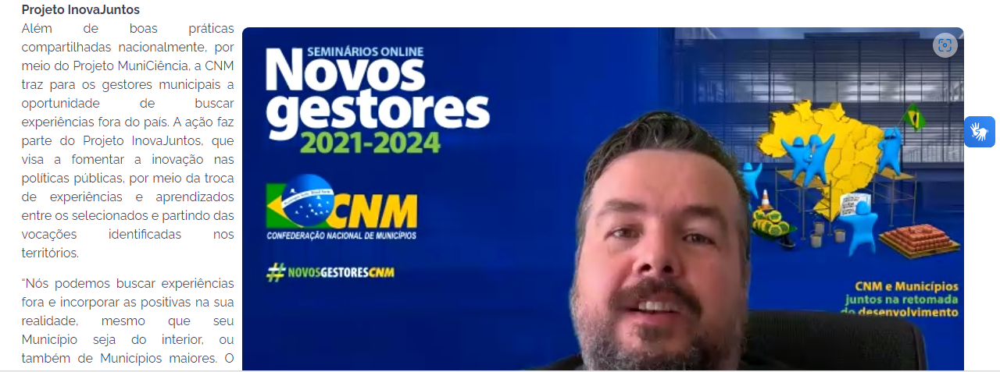 Projeto InovaJuntos
Além de boas práticas
compartilhadas nacionalmente, por
meio do Projeto MuniCiência, a CNM
traz para os gestores municipais a
oportunidade de buscar
experiências fora do país. A ação faz
parte do Projeto InovaJuntos, que
visa a fomentar a inovação nas
políticas públicas, por meio da troca
de experiências e aprendizados
entre os selecionados e partindo das
vocações identificadas nos
territórios.
“Nós podemos buscar experiências
fora e incorporar as positivas na sua
realidade, mesmo que seu
Município seja do interior, ou
também de Municípios maiores. O
SEMINÁRIOS ONLINE
Novos
gestores
2021-2024
CNM
CONFEDERAÇÃO NACIONAL DE MUNICÍPIOS
#NOVOSGESTORESCNM
CNM e Municípios
juntos na retomada
do desenvolvimento